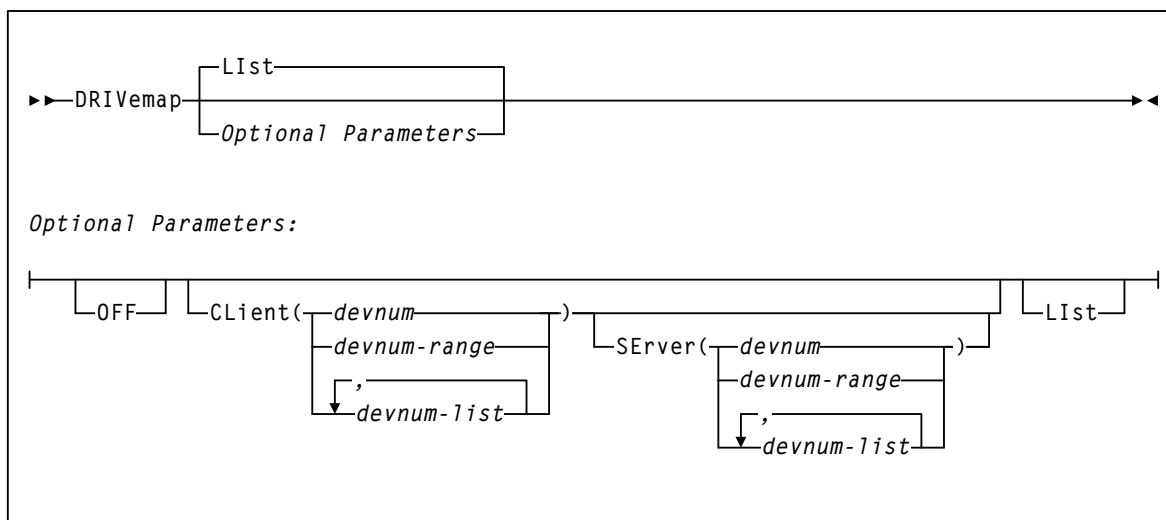 LIst
DRIVemap
Optional Parameters
Optional Parameters:
OFF CLient( devnum ) LIst
devnum-range SErver( devnum )
, devnum-range
devnum-list ,
devnum-list